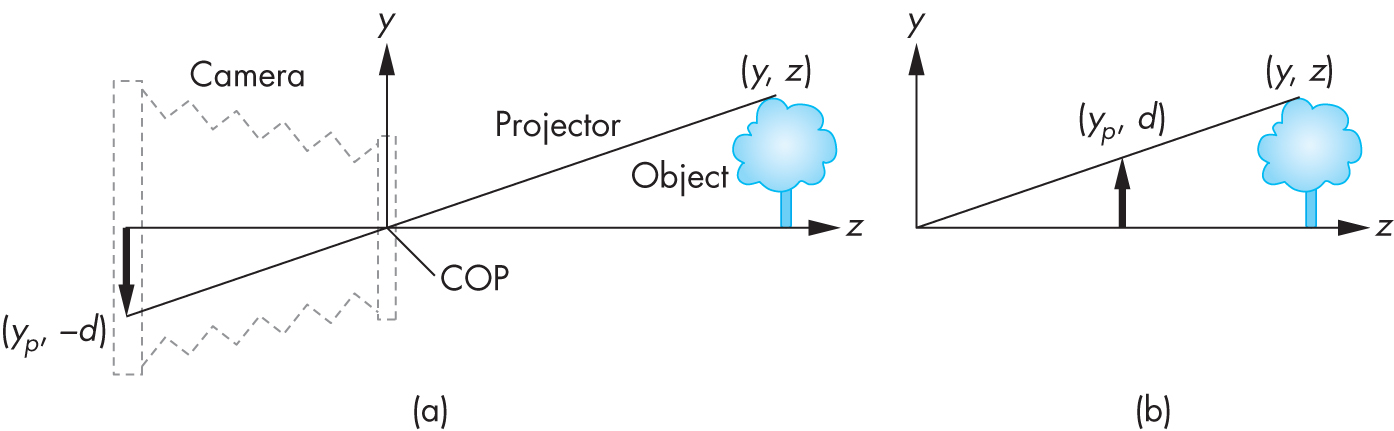 y
Camera
(y, z)
Projector
Object
z
COP
(yp, –d)
(a)
y
(y, z)
(yp, d)
z
(b)